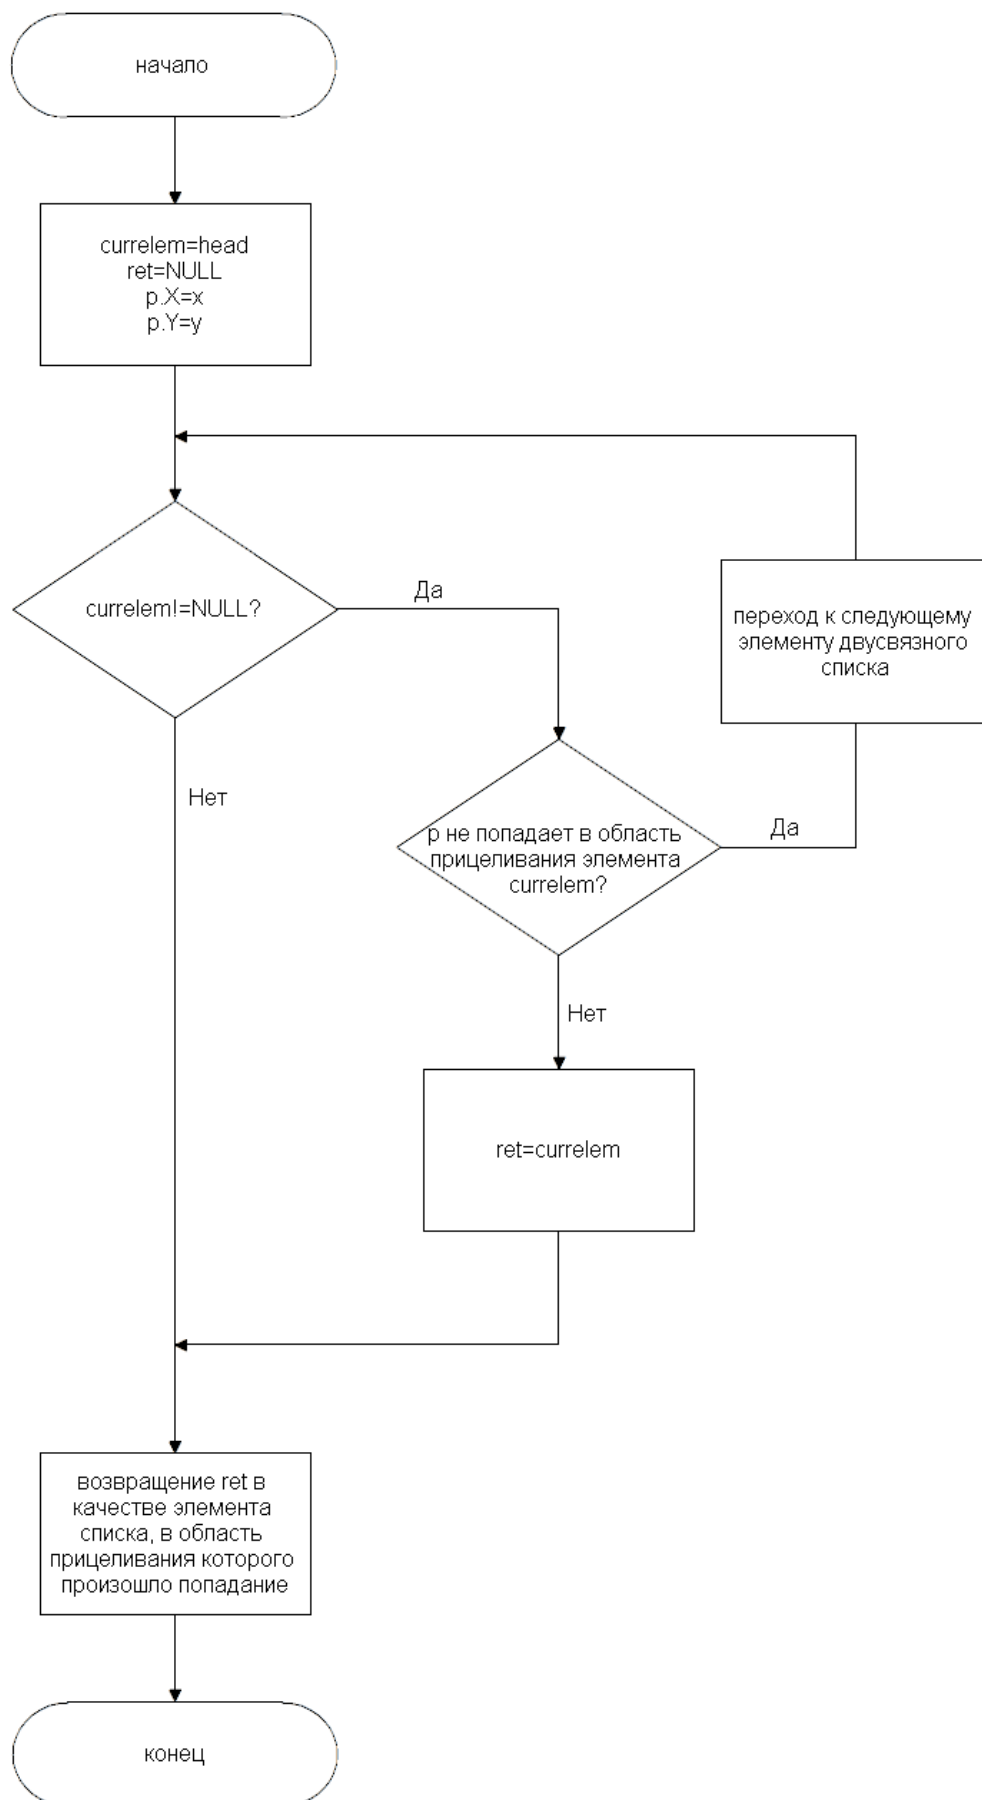 начало
currelem=head
ret=NULL
p.X=x
p.Y=y
currelem!=NULL?
Да
переход к следующему
элементу двусвязного
списка
Нет
р не попадает в область
прицеливания элемента
currelem?
Да
Нет
ret=currelem
возвращение ret в
качестве элемента
списка, в область
прицеливания которого
произошло попадание
конец